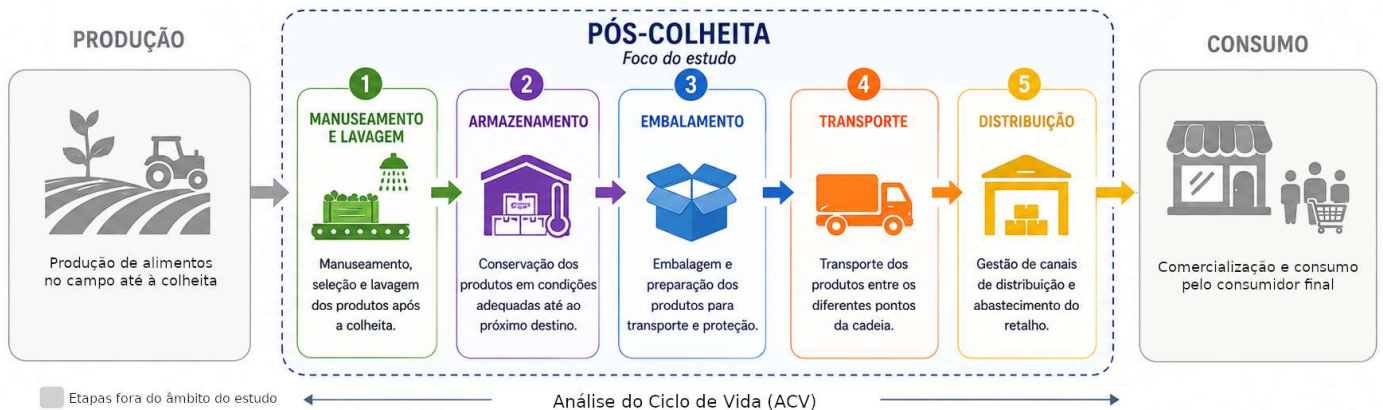 PRODUÇÃO
Produção de alimentos
no campo até à colheita
PÓS-COLHEITA
Foco do estudo
1
MANUSEAMENTO
E LAVAGEM
Manuseamento,
seleção e lavagem
dos produtos após
a colheita.
2
ARMAZENAMENTO
Conservação dos
produtos em condições
adequadas até ao
próximo destino.
3
EMBALAMENTO
Embalagem e
preparação dos
produtos para
transporte e proteção.
4
TRANSPORTE
Transporte dos
produtos entre os
diferentes pontos
da cadeia.
5
DISTRIBUIÇÃO
Gestão de canais
de distribuição e
abastecimento do
retalho.
CONSUMO
Comercialização e consumo
pelo consumidor final
Etapas fora do âmbito do estudo
Análise do Ciclo de Vida (ACV)